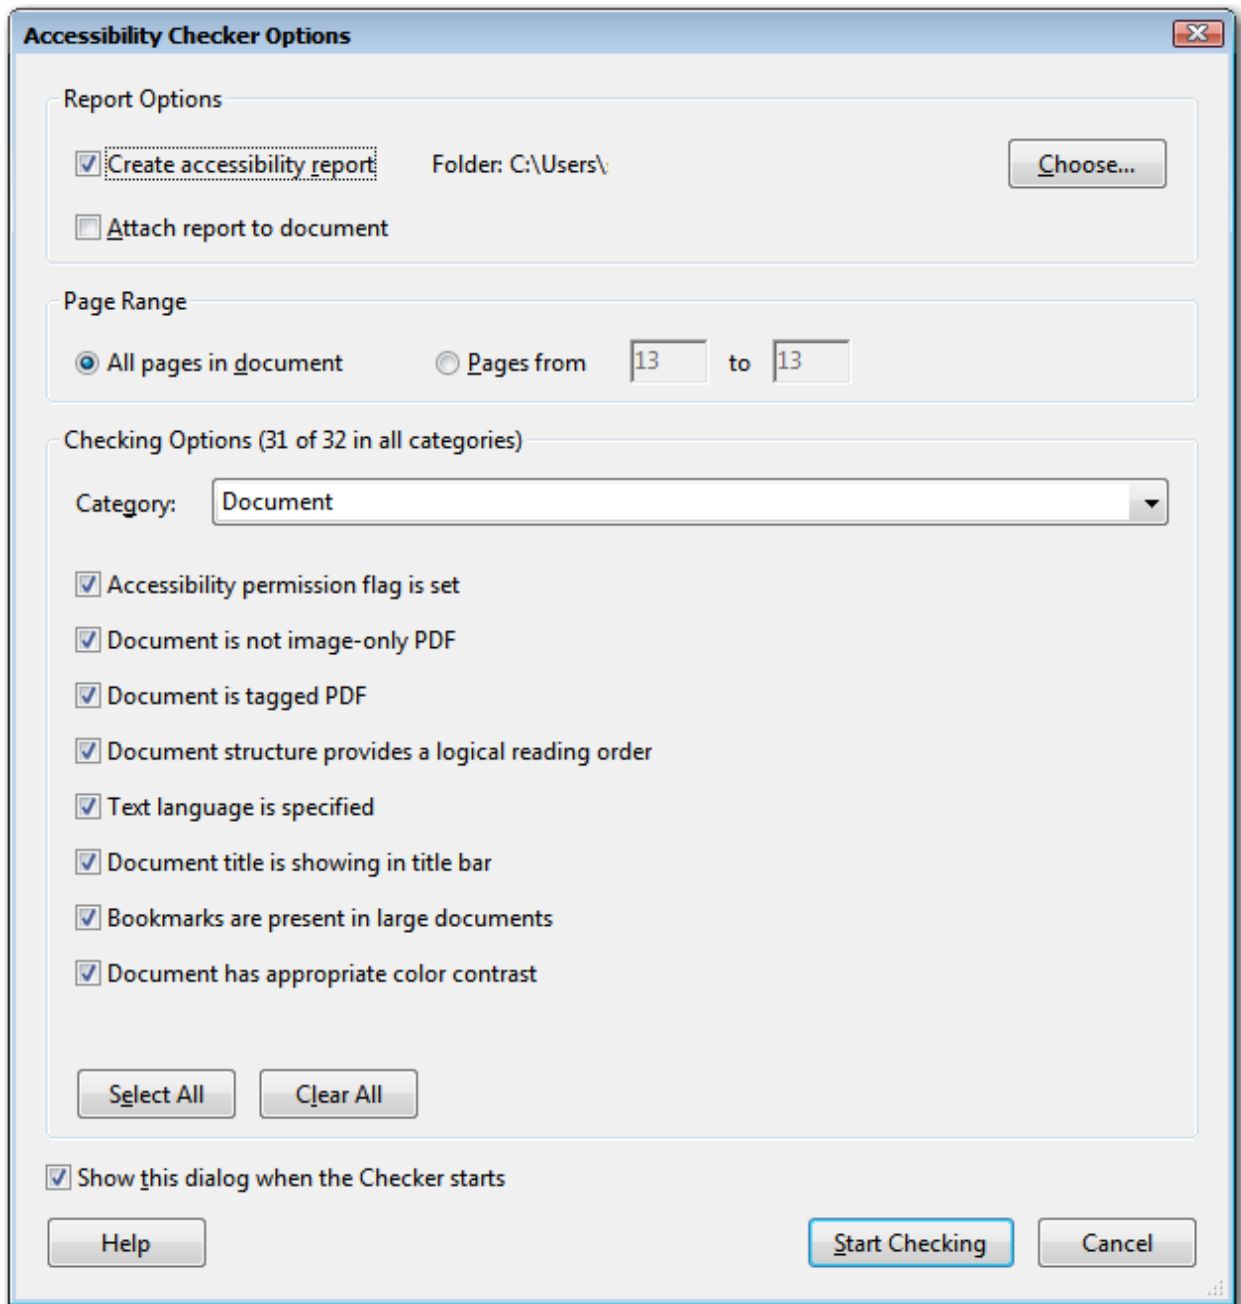 Accessibility Checker Options
Report Options
Create accessibility report Folder: C:\Users\ Choose...
Attach report to document
Page Range
All pages in document Pages from 13 to 13
Checking Options (31 of 32 in all categories)
Category: Document
Accessibility permission flag is set
Document is not image-only PDF
Document is tagged PDF
Document structure provides a logical reading order
Text language is specified
Document title is showing in title bar
Bookmarks are present in large documents
Document has appropriate color contrast
Select All Clear All
Show this dialog when the Checker starts
Help Start Checking Cancel